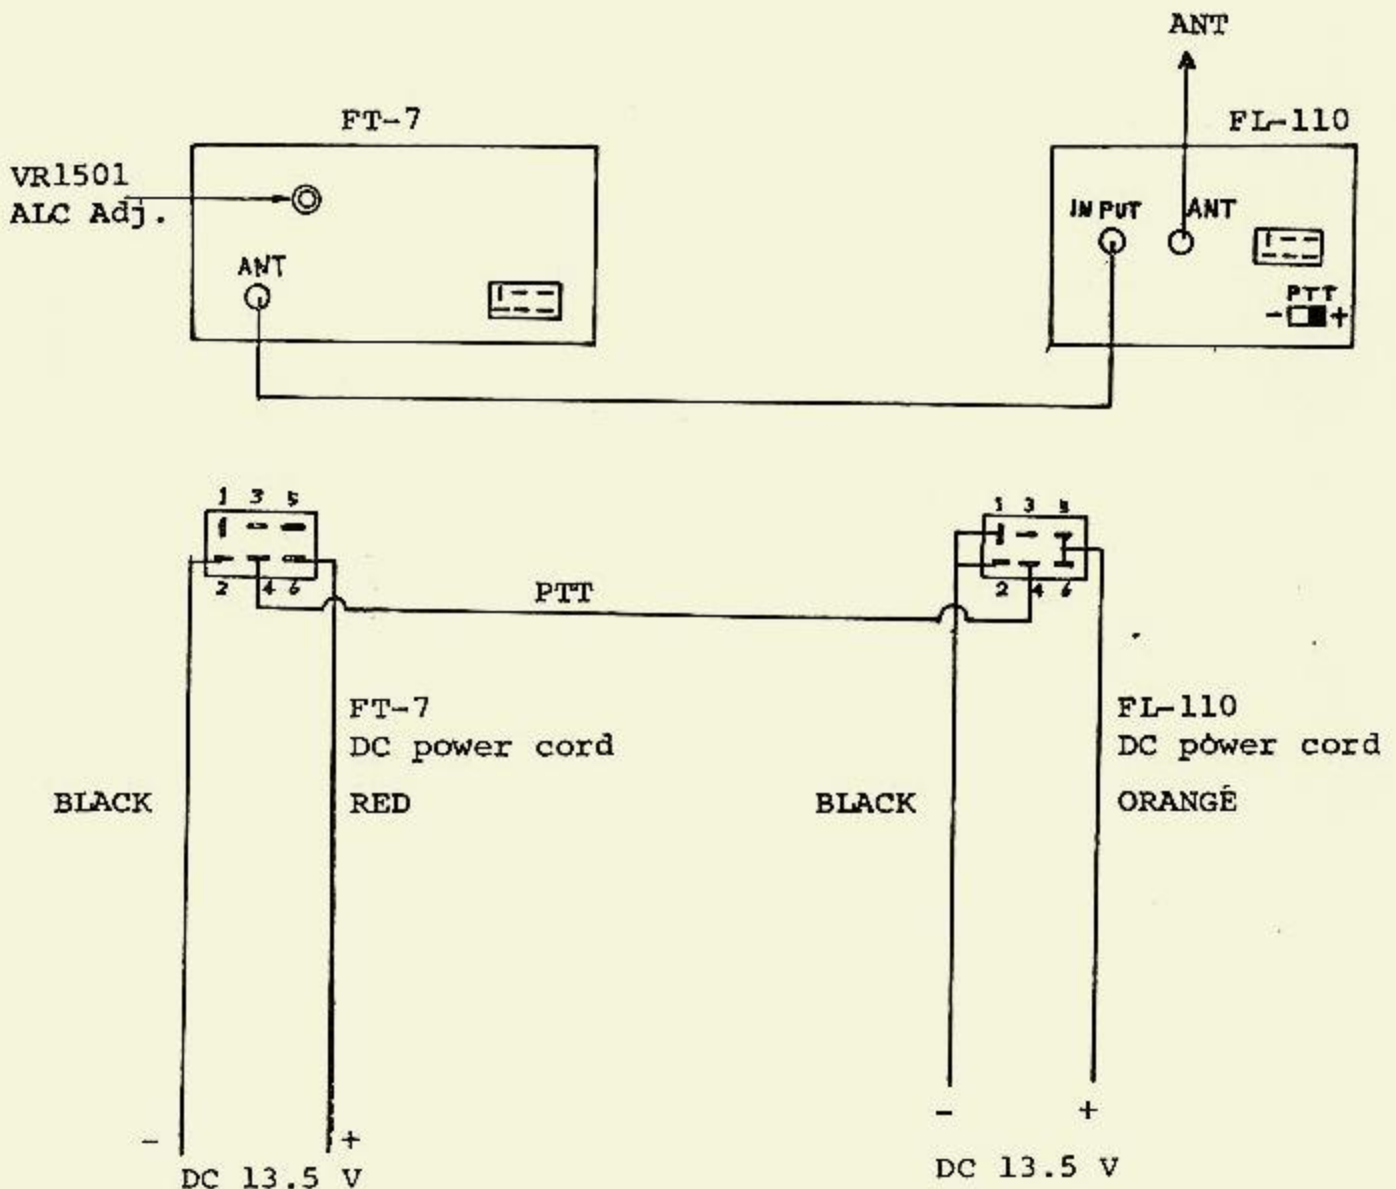 ANT
FT-7
FL-110
VR1501
ALC Adj.
INPUT
ANT
ANT
PTT
- +
1 3 5
2 4 6
1 3 5
2 4 6
PTT
FT-7
DC power cord
FL-110
DC power cord
BLACK
RED
BLACK
ORANGE
- +
DC 13.5 V
- +
DC 13.5 V